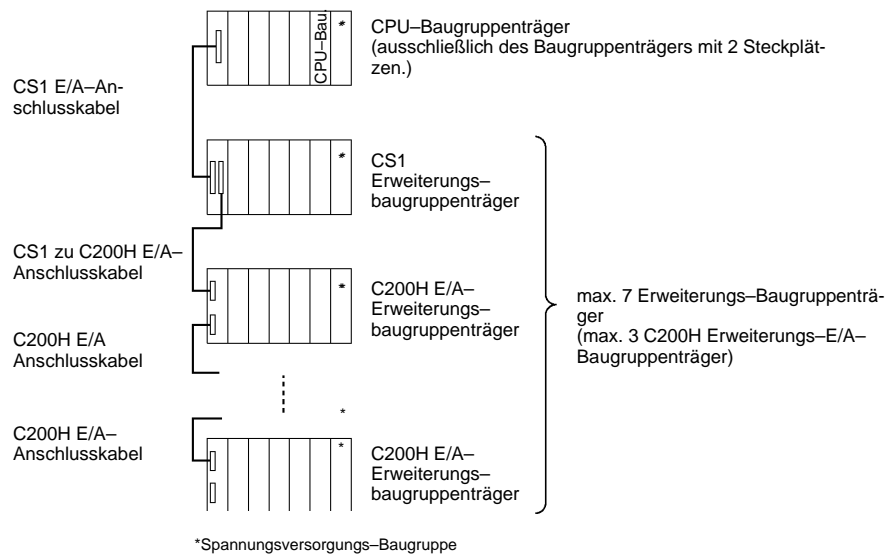 CPU–Bau.
*
CPU–Baugruppenträger
(ausschließlich des Baugruppenträgers mit 2 Steckplät-
zen.)
CS1 E/A–An-
schlusskabel
*
CS1
Erweiterungs–
baugruppenträger
CS1 zu C200H E/A–
Anschlusskabel
*
C200H E/A–
Erweiterungs–
baugruppenträger
max. 7 Erweiterungs–Baugruppenträ-
ger
(max. 3 C200H Erweiterungs–E/A–
Baugruppenträger)
C200H E/A
Anschlusskabel
*
C200H E/A–
Anschlusskabel
*
C200H E/A–
Erweiterungs–
baugruppenträger
*Spannungsversorgungs–Baugruppe